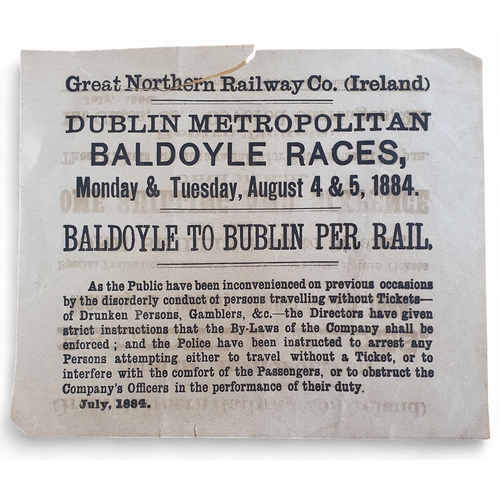 Great Northern Railway Co. (Ireland)
DUBLIN METROPOLITAN
BALDOYLE RACES,
Monday & Tuesday, August 4 & 5, 1884.
BALDOYLE TO BUBLIN PER RAIL.
As the Public have been inconvenienced on previous occasions
by the disorderly conduct of persons travelling without Tickets—
of Drunken Persons, Gamblers, &c.—the Directors have given
strict instructions that the By-Laws of the Company shall be
enforced; and the Police have been instructed to arrest any
Persons attempting either to travel without a Ticket, or to
interfere with the comfort of the Passengers, or to obstruct the
Company's Officers in the performance of their duty.
July, 1884.